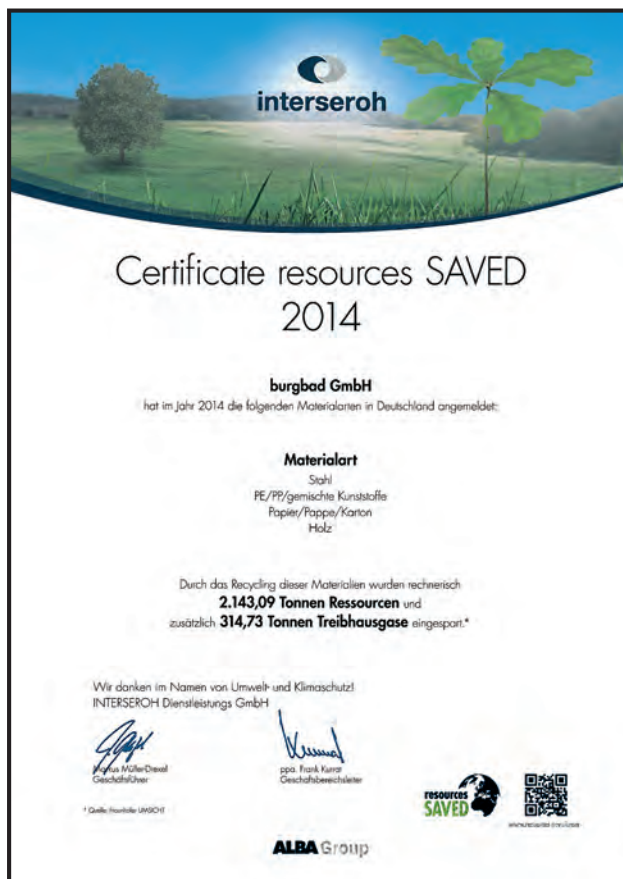 interseroh
Certificate resources SAVED
2014
burgbad GmbH
hat im Jahr 2014 die folgenden Materialarten in Deutschland angemeldet:
Materialart
Stahl
PE/PP/gemischte Kunststoffe
Papier/Pappe/Karton
Holz
Durch das Recycling dieser Materialien wurden rechnerisch
2.143,09 Tonnen Ressourcen und
zusätzlich 314,73 Tonnen Treibhausgase eingespart.*
Wir danken im Namen von Umwelt- und Klimaschutz!
INTERSEROH Dienstleistungs GmbH
Markus Müller-Drexel
Geschäftsführer
ppa. Frank Kurrat
Geschäftsbereichsleiter
* Quelle: Fraunhofer UMSICHT
resources
SAVED
ALBA Group